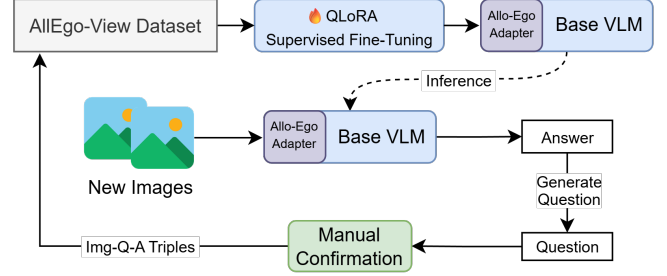 AllEgo-View Dataset
QLoRA
Supervised Fine-Tuning
Allo-Ego
Adapter
Base VLM
Inference
New Images
Allo-Ego
Adapter
Base VLM
Answer
Generate
Question
Question
Manual
Confirmation
Img-Q-A Triples